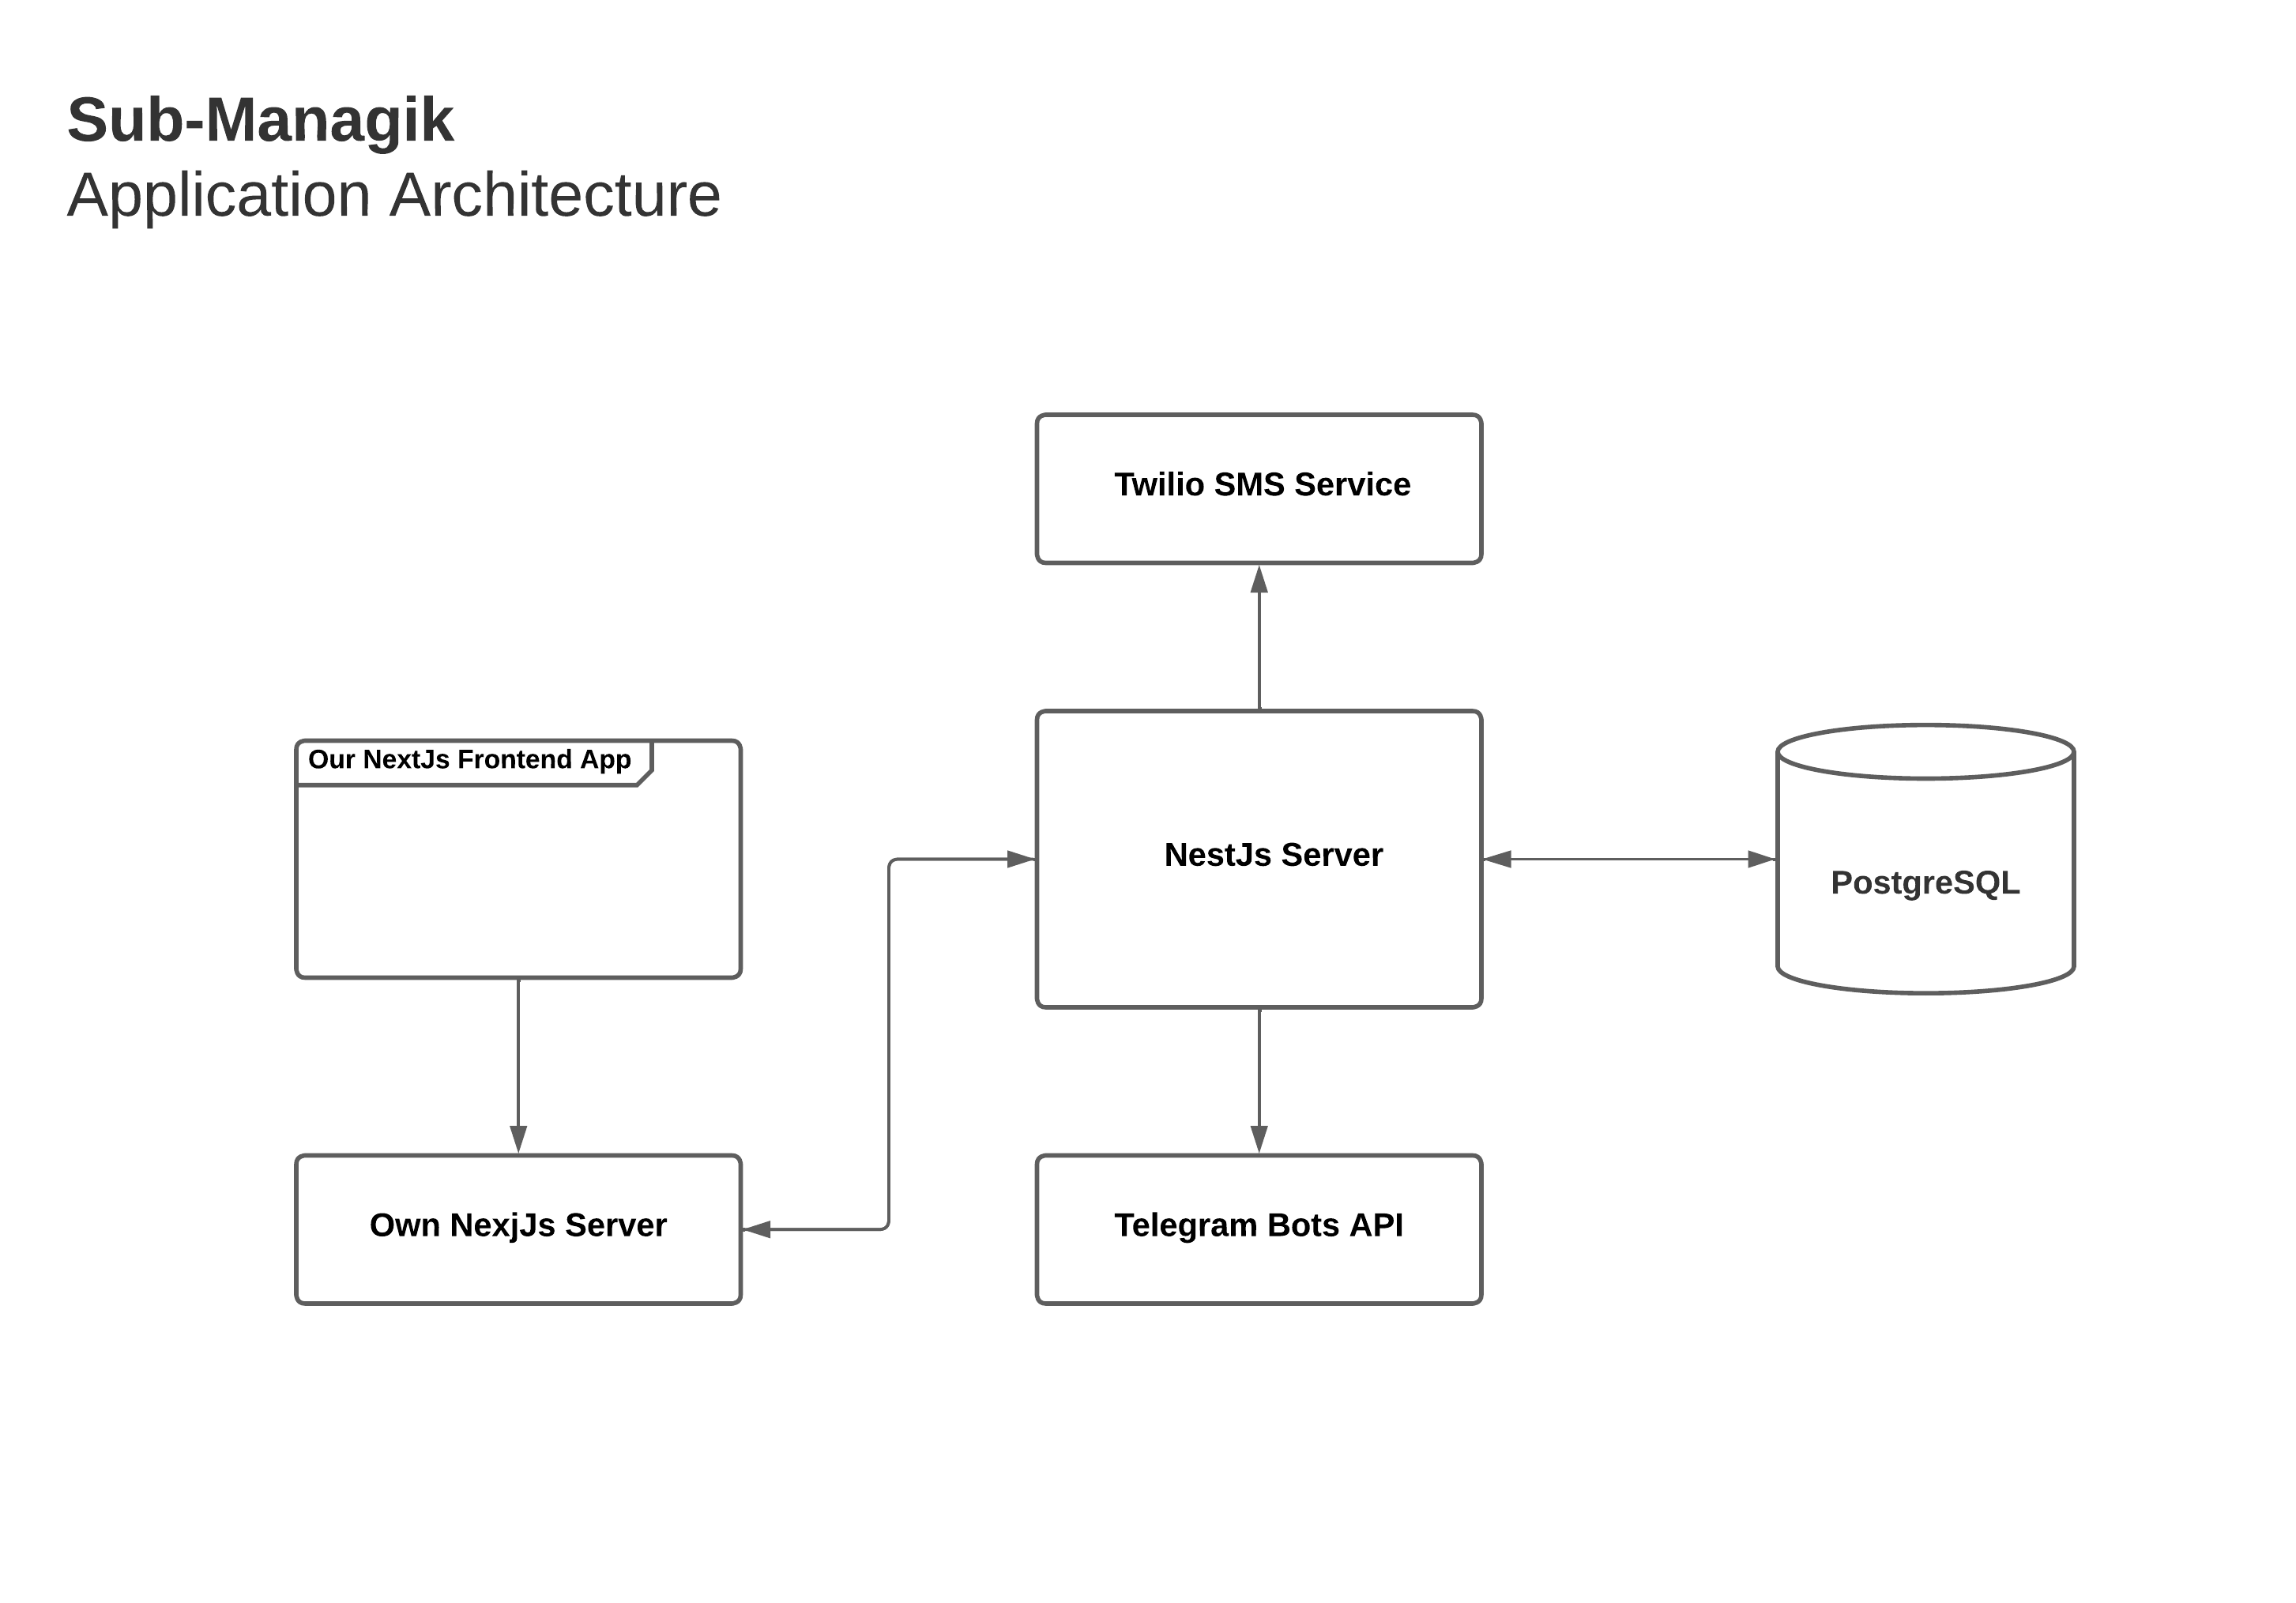 Sub-Managik
Application Architecture
Twilio SMS Service
Our NextJs Frontend App
NestJs Server
PostgreSQL
Own NexjJs Server
Telegram Bots API